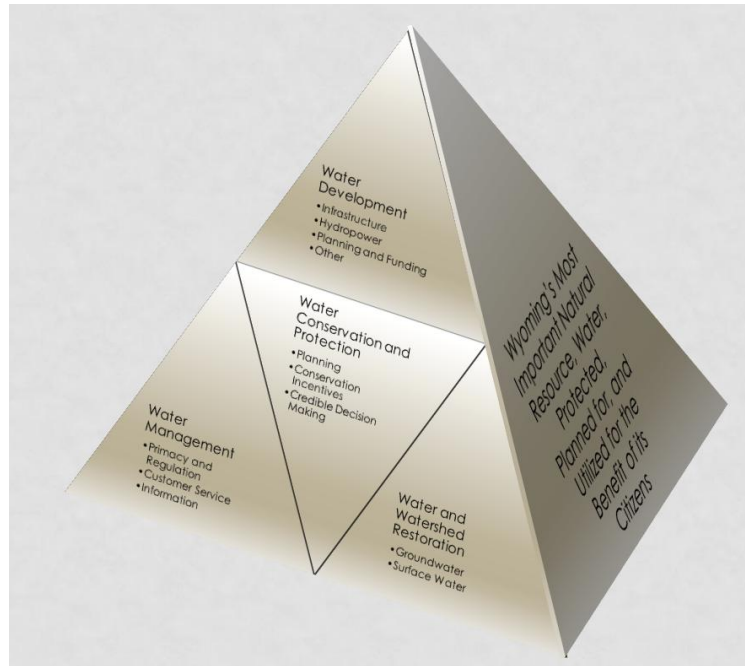 Water
Development
•Infrastructure
•Hydropower
•Planning and Funding
•Other
Water
Conservation and
Protection
•Planning
•Conservation
Incentives
•Credible Decision
Making
Water
Management
•Primacy and
Regulation
•Customer Service
•Information
Water and
Watershed
Restoration
•Groundwater
•Surface Water
Wyoming's Most
Important Natural
Resource, Water,
Protected,
Planned for, and
Utilized for the
Benefit of its
Citizens